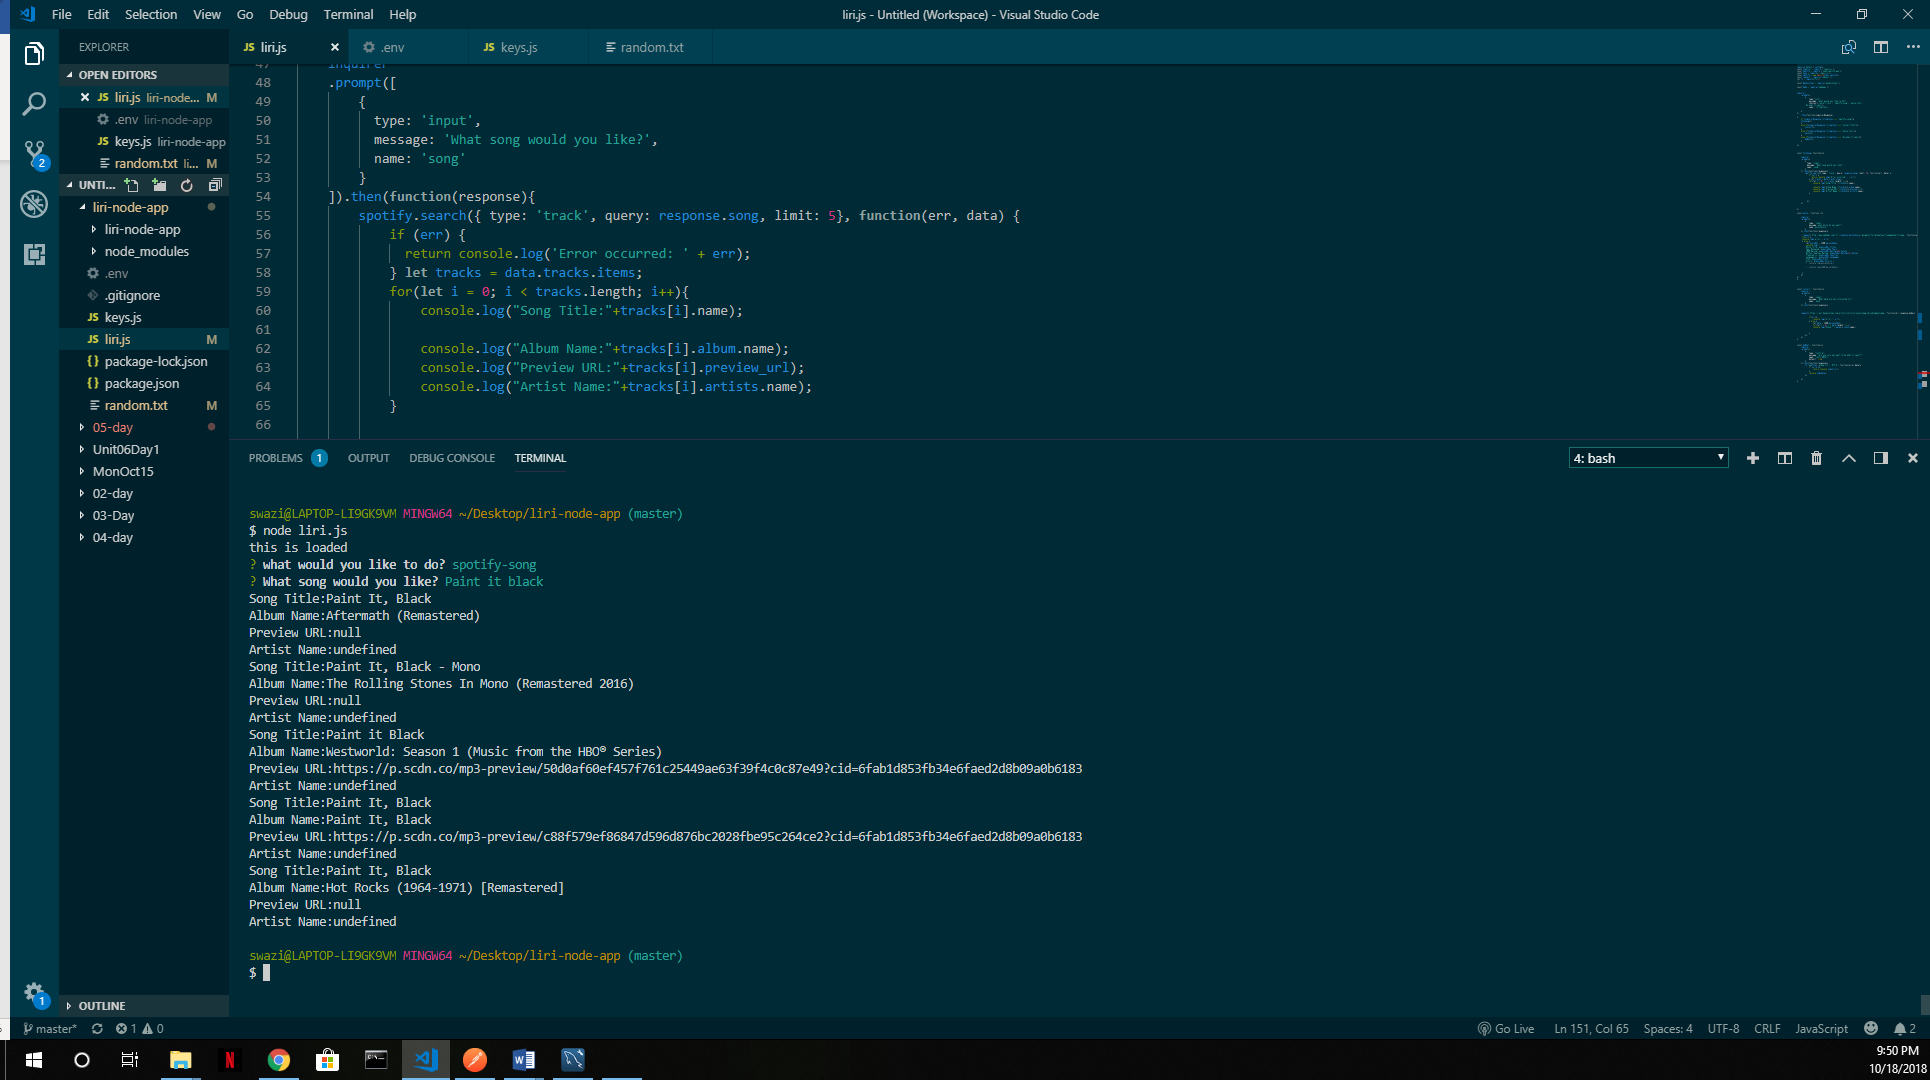 File Edit Selection View Go Debug Terminal Help
liri.js - Untitled (Workspace) - Visual Studio Code
EXPLORER
OPEN EDITORS
JS liri.js liri-node... M
.env liri-node-app
JS keys.js liri-node-app
random.txt li... M
UNTI...
liri-node-app
liri-node-app
node_modules
.env
.gitignore
JS keys.js
JS liri.js M
{} package-lock.json
{} package.json
random.txt M
05-day
Unit06Day1
MonOct15
02-day
03-Day
04-day
OUTLINE
2
1
JS liri.js
.env
JS keys.js
random.txt
47 inquirer
48 .prompt([
49 {
50 type: 'input',
51 message: 'What song would you like?',
52 name: 'song'
53 }
54 ]).then(function(response){
55 spotify.search({ type: 'track', query: response.song, limit: 5}, function(err, data) {
56 if (err) {
57 return console.log('Error occurred: ' + err);
58 } let tracks = data.tracks.items;
59 for(let i = 0; i < tracks.length; i++){
60 console.log("Song Title:"+tracks[i].name);
61
62 console.log("Album Name:"+tracks[i].album.name);
63 console.log("Preview URL:"+tracks[i].preview_url);
64 console.log("Artist Name:"+tracks[i].artists.name);
65 }
66
PROBLEMS 1 OUTPUT DEBUG CONSOLE TERMINAL
4: bash
swazi@LAPTOP-LI9GK9VM MINGW64 ~/Desktop/liri-node-app (master)
$ node liri.js
this is loaded
? what would you like to do? spotify-song
? What song would you like? Paint it black
Song Title:Paint It, Black
Album Name:Aftermath (Remastered)
Preview URL:null
Artist Name:undefined
Song Title:Paint It, Black - Mono
Album Name:The Rolling Stones In Mono (Remastered 2016)
Preview URL:null
Artist Name:undefined
Song Title:Paint it Black
Album Name:Westworld: Season 1 (Music from the HBO® Series)
Preview URL:https://p.scdn.co/mp3-preview/50d0af60ef457f761c25449ae63f39f4c0c87e49?cid=6fab1d853fb34e6faed2d8b09a0b6183
Artist Name:undefined
Song Title:Paint It, Black
Album Name:Paint It, Black
Preview URL:https://p.scdn.co/mp3-preview/c88f579ef86847d596d876bc2028fbe95c264ce2?cid=6fab1d853fb34e6faed2d8b09a0b6183
Artist Name:undefined
Song Title:Paint It, Black
Album Name:Hot Rocks (1964-1971) [Remastered]
Preview URL:null
Artist Name:undefined
swazi@LAPTOP-LI9GK9VM MINGW64 ~/Desktop/liri-node-app (master)
$
master* 1 0
Go Live Ln 151, Col 65 Spaces: 4 UTF-8 CRLF JavaScript 2
9:50 PM
10/18/2018